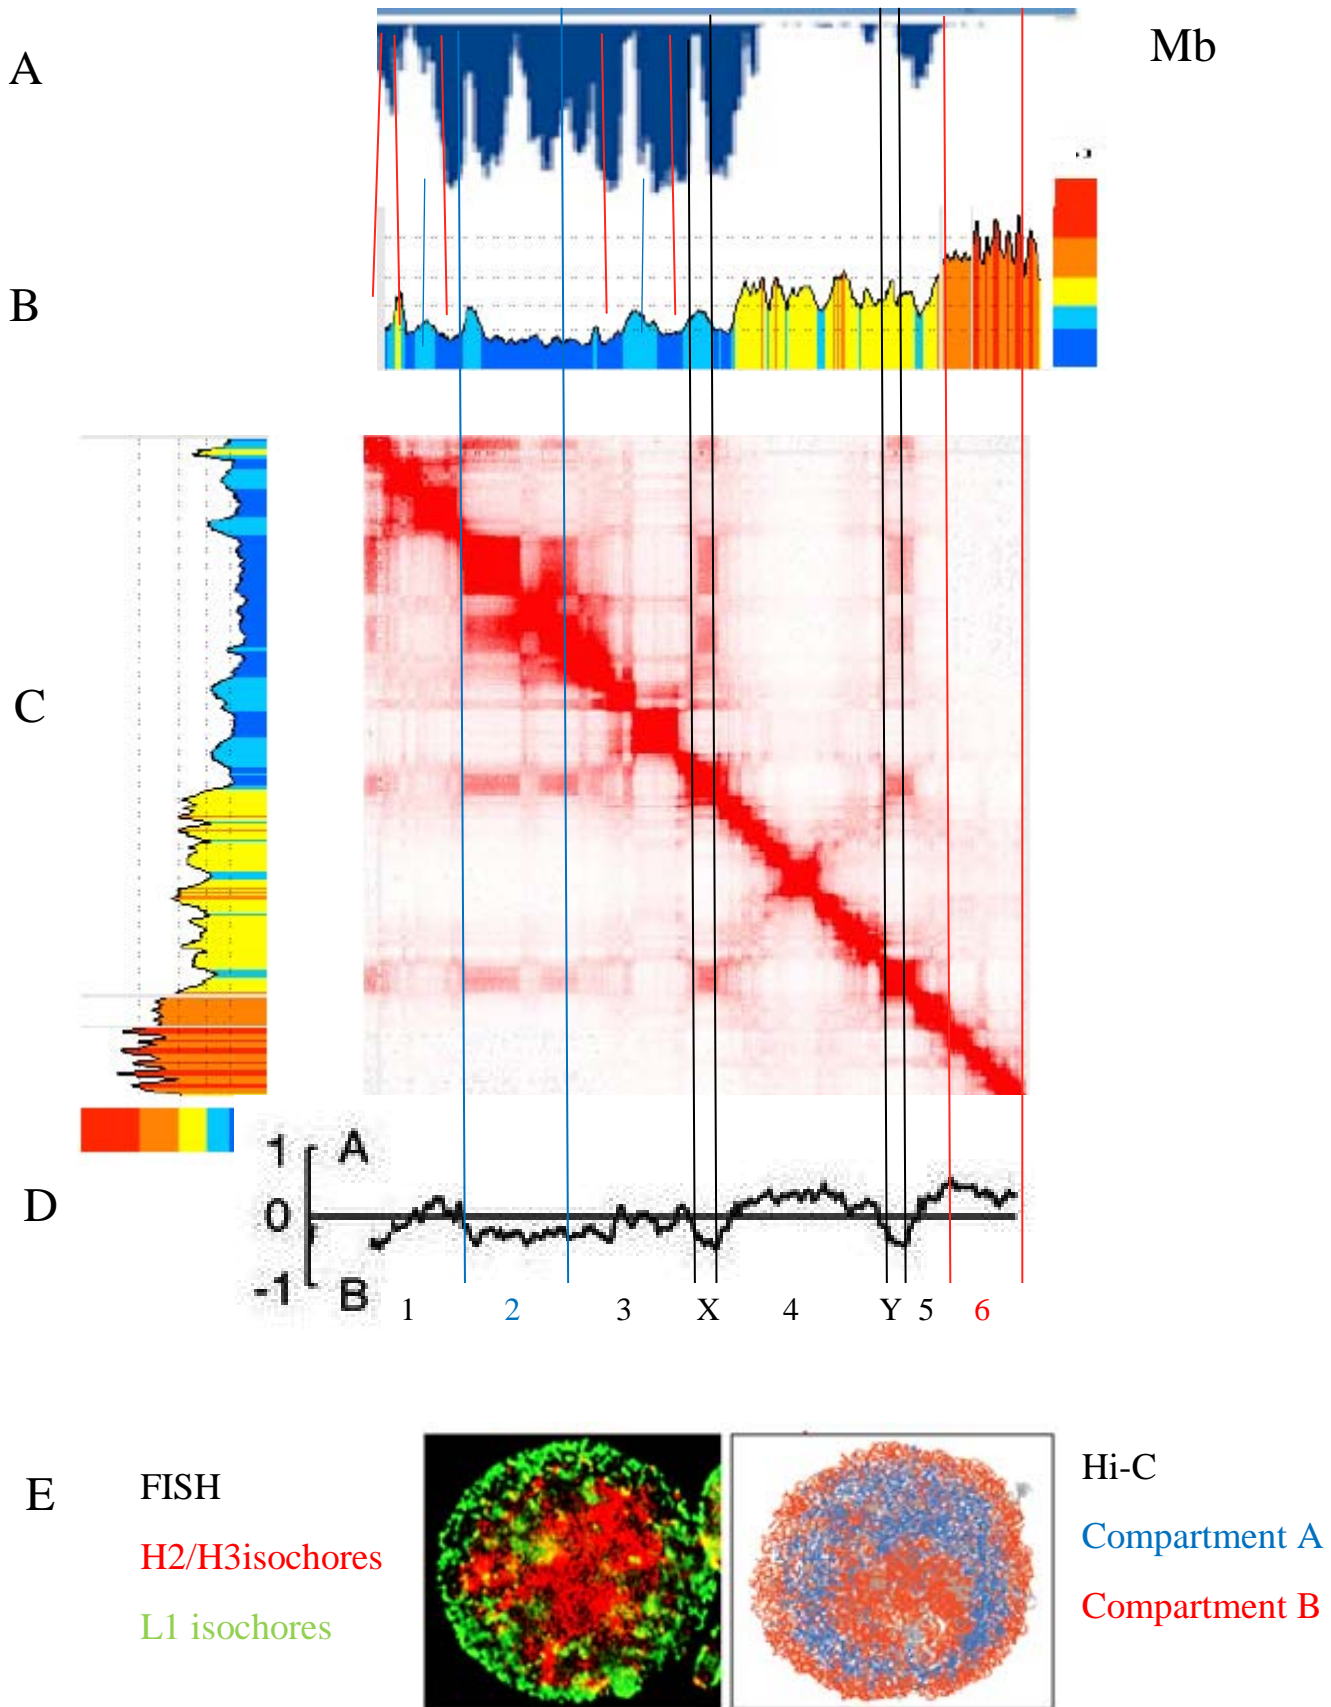 A
Mb
B
C
1 A
D
0
-1 B
1 2 3 X 4 Y 5 6
E
FISH
H2/H3isochores
L1 isochores
Hi-C
Compartment A
Compartment B